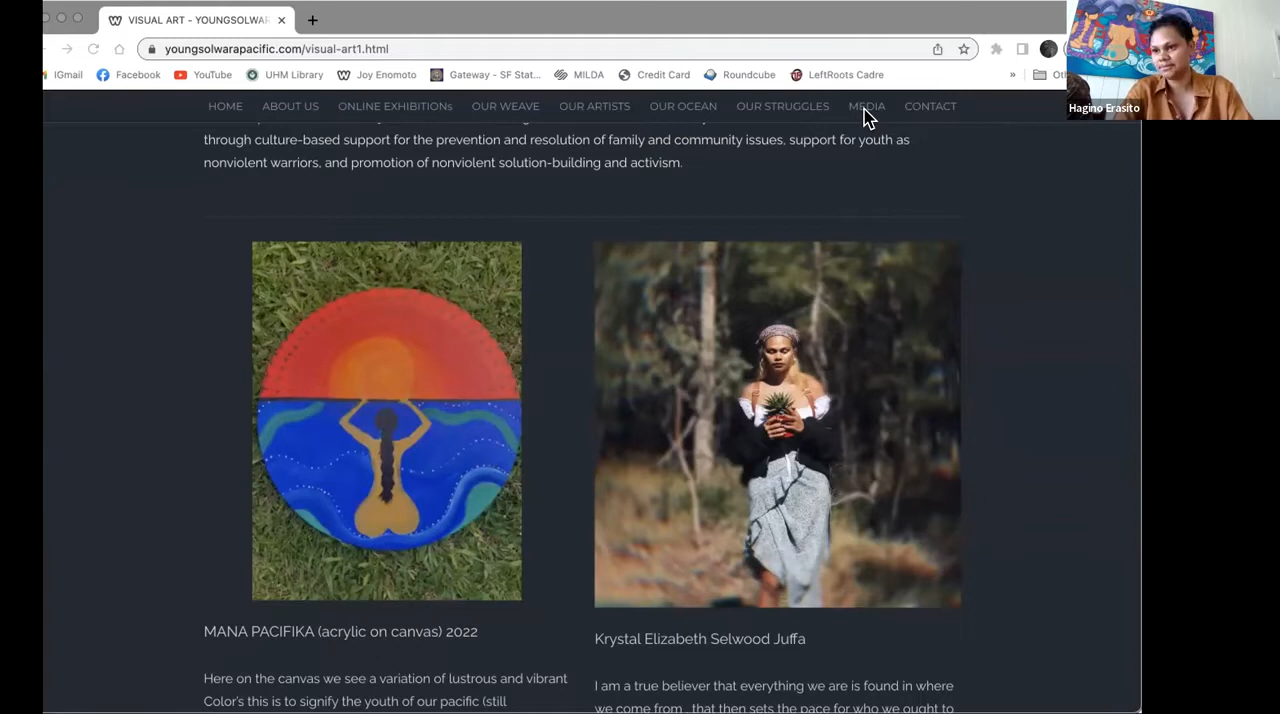 VISUAL ART - YOUNGSOLWAR
youngsolwarapacific.com/visual-art1.html
IGmail
Facebook
YouTube
UHM Library
Joy Enomoto
Gateway - SF Stat...
MILDA
Credit Card
Roundcube
LeftRoots Cadre
»
Hagino Erasito
HOME
ABOUT US
ONLINE EXHIBITIONs
OUR WEAVE
OUR ARTISTS
OUR OCEAN
OUR STRUGGLES
MEDIA
CONTACT
through culture-based support for the prevention and resolution of family and community issues, support for youth as
nonviolent warriors, and promotion of nonviolent solution-building and activism.
MANA PACIFIKA (acrylic on canvas) 2022
Here on the canvas we see a variation of lustrous and vibrant
Color's this is to signify the youth of our pacific (still
Krystal Elizabeth Selwood Juffa
I am a true believer that everything we are is found in where
we come from , that then sets the pace for who we ought to